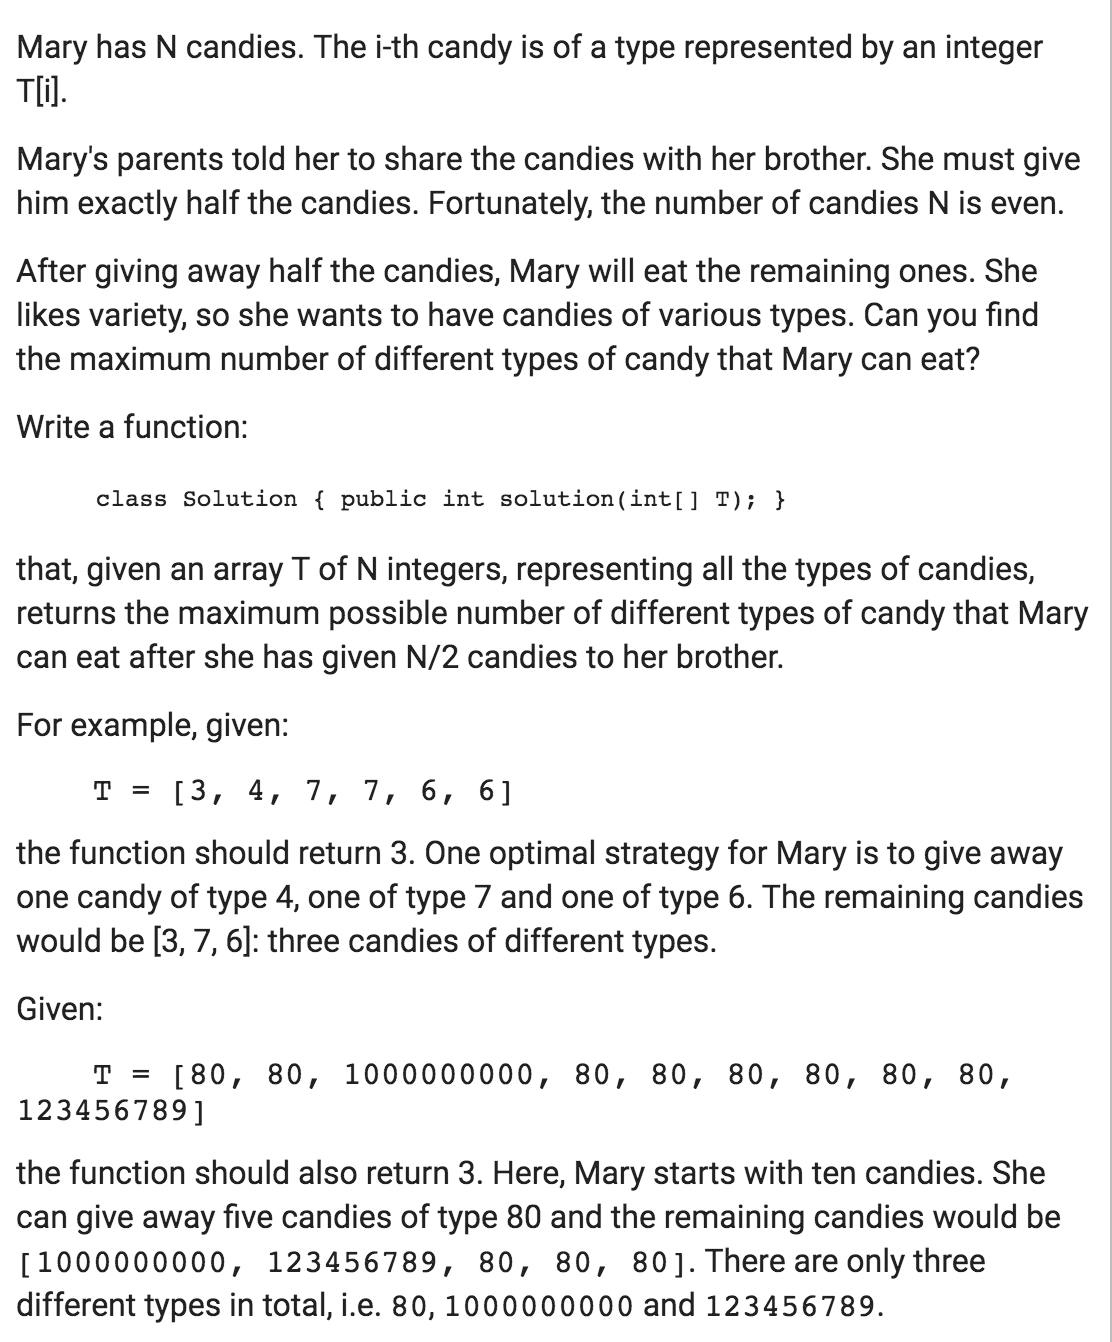 Mary has N candies. The i-th candy is of a type represented by an integer
T[i].
Mary's parents told her to share the candies with her brother. She must give
him exactly half the candies. Fortunately, the number of candies N is even.
After giving away half the candies, Mary will eat the remaining ones. She
likes variety, so she wants to have candies of various types. Can you find
the maximum number of different types of candy that Mary can eat?
Write a function:
class Solution { public int solution(int[] T); }
that, given an array T of N integers, representing all the types of candies,
returns the maximum possible number of different types of candy that Mary
can eat after she has given N/2 candies to her brother.
For example, given:
T = [3, 4, 7, 7, 6, 6]
the function should return 3. One optimal strategy for Mary is to give away
one candy of type 4, one of type 7 and one of type 6. The remaining candies
would be [3, 7, 6]: three candies of different types.
Given:
T = [80, 80, 1000000000, 80, 80, 80, 80, 80, 80,
123456789]
the function should also return 3. Here, Mary starts with ten candies. She
can give away five candies of type 80 and the remaining candies would be
[1000000000, 123456789, 80, 80, 80]. There are only three
different types in total, i.e. 80, 1000000000 and 123456789.